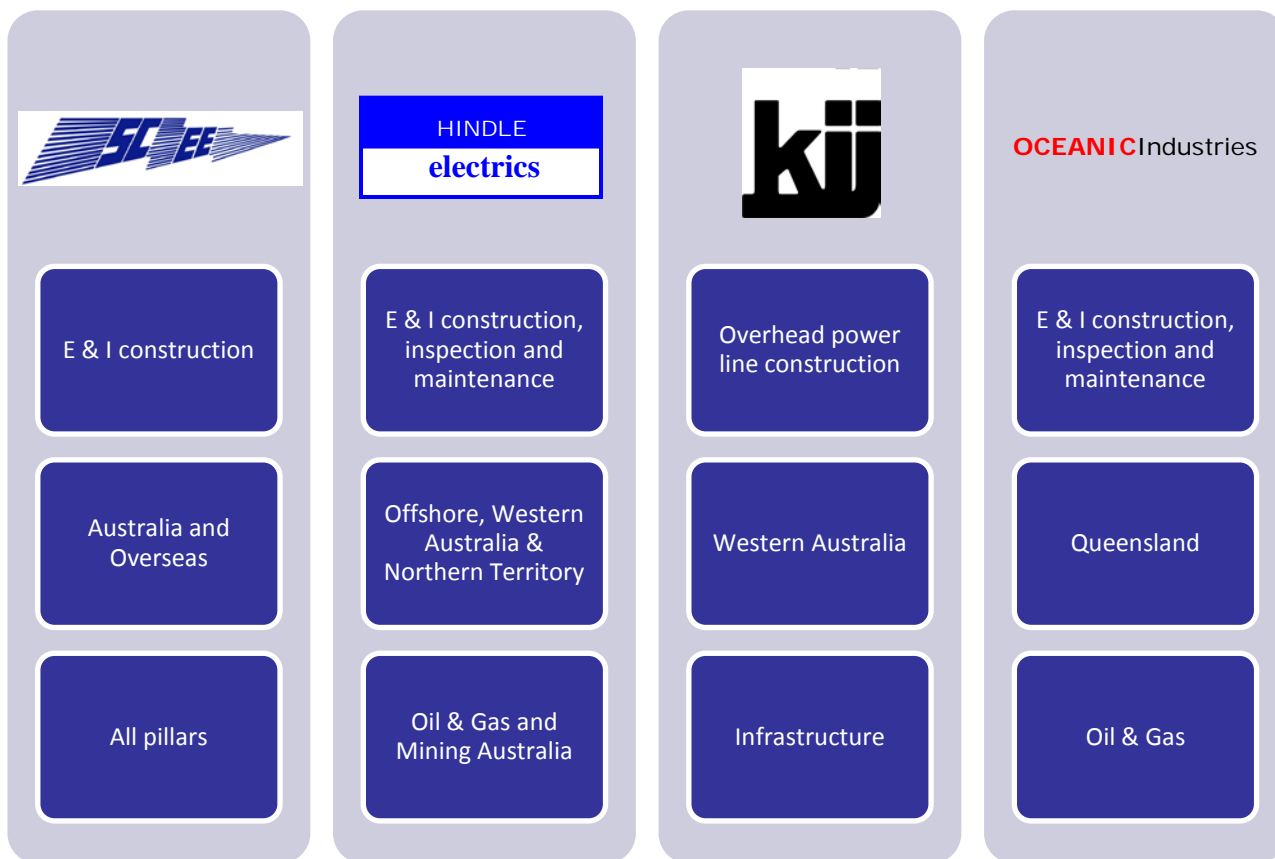 SCEE
HINDLE
electrics
kij
OCEANICIndustries
E & I construction
Australia and
Overseas
All pillars
E & I construction,
inspection and
maintenance
Offshore, Western
Australia &
Northern Territory
Oil & Gas and
Mining Australia
Overhead power
line construction
Western Australia
Infrastructure
E & I construction,
inspection and
maintenance
Queensland
Oil & Gas